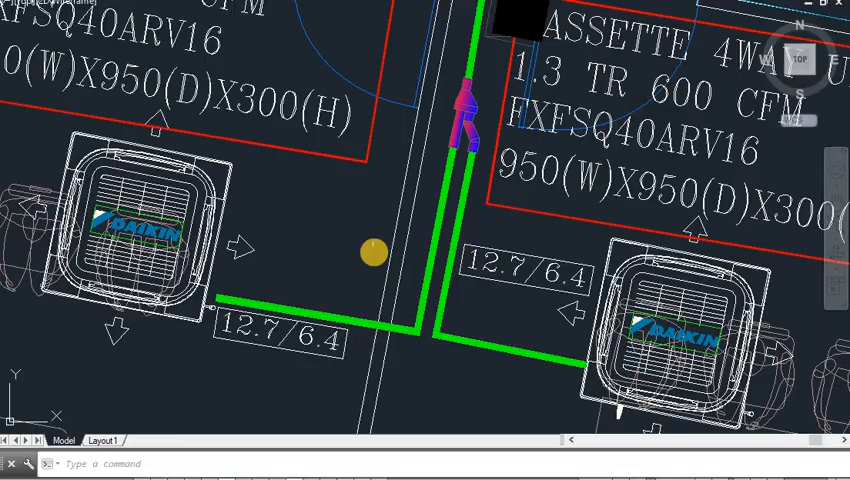 CFM
FXFSQ40ARV16
0(W)X950(D)X300(H)
CASSETTE 4WAY U
1.3 TR 600 CFM
FXFSQ40ARV16
950(W)X950(D)X300(
N
W
TOP
E
S
DAIKIN
12.7/6.4
12.7/6.4
DAIKIN
Y
X
Model
Layout1
Type a command